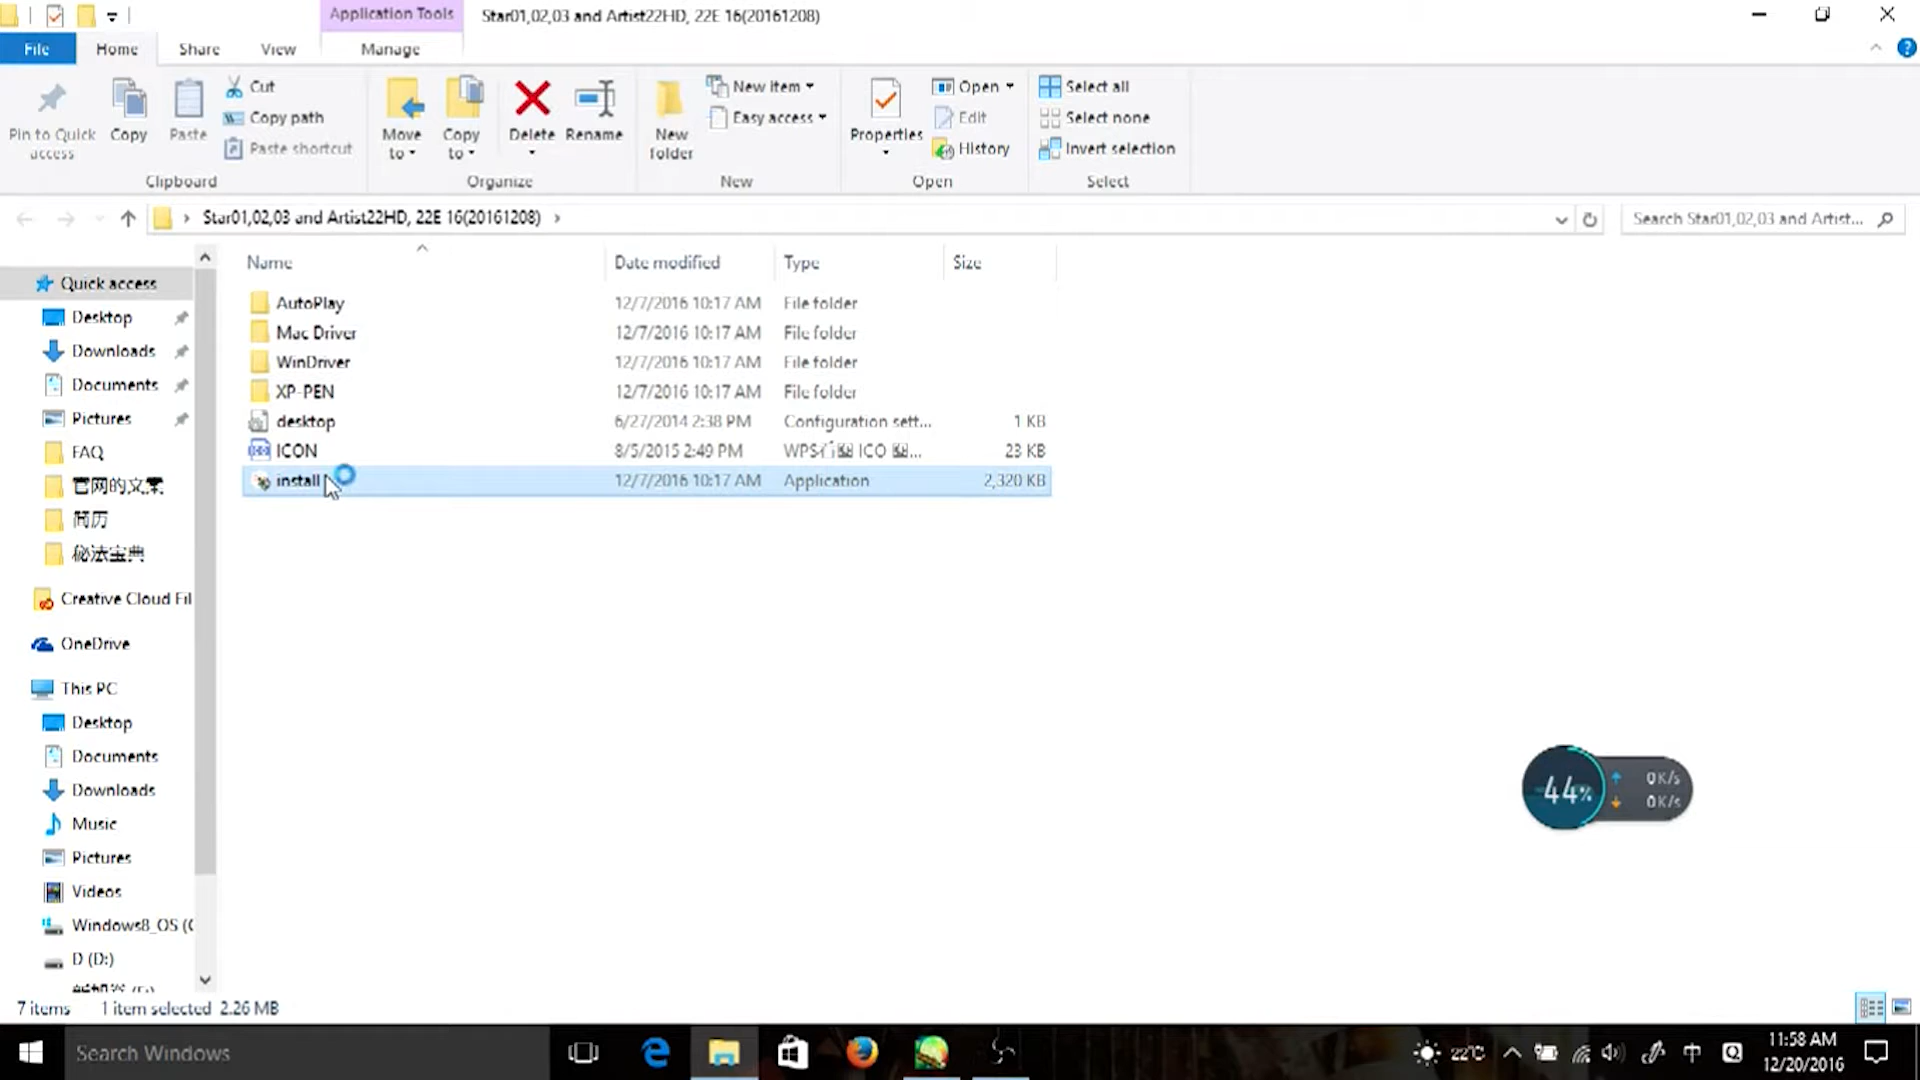 Application Tools
Star01,02,03 and Artist22HD, 22E 16(20161208)
File
Home
Share
View
Manage
Pin to Quick access
Copy
Paste
Cut
Copy path
Paste shortcut
Clipboard
Move to
Copy to
Delete
Rename
Organize
New folder
New item
Easy access
New
Properties
Open
Edit
History
Open
Select all
Select none
Invert selection
Select
Star01,02,03 and Artist22HD, 22E 16(20161208)
Search Star01,02,03 and Artist...
Name
Date modified
Type
Size
AutoPlay 12/7/2016 10:17 AM File folder
Mac Driver 12/7/2016 10:17 AM File folder
WinDriver 12/7/2016 10:17 AM File folder
XP-PEN 12/7/2016 10:17 AM File folder
desktop 6/27/2014 2:38 PM Configuration sett... 1 KB
ICON 8/5/2015 2:49 PM WPS ICO ... 23 KB
install 12/7/2016 10:17 AM Application 2,320 KB
Quick access
Desktop
Downloads
Documents
Pictures
FAQ
官网的文案
简历
秘法宝典
Creative Cloud Fil
OneDrive
This PC
Desktop
Documents
Downloads
Music
Pictures
Videos
Windows8_OS (C
D (D:)
44%
0K/s
0K/s
7 items
1 item selected 2.26 MB
Search Windows
22℃
中
11:58 AM
12/20/2016